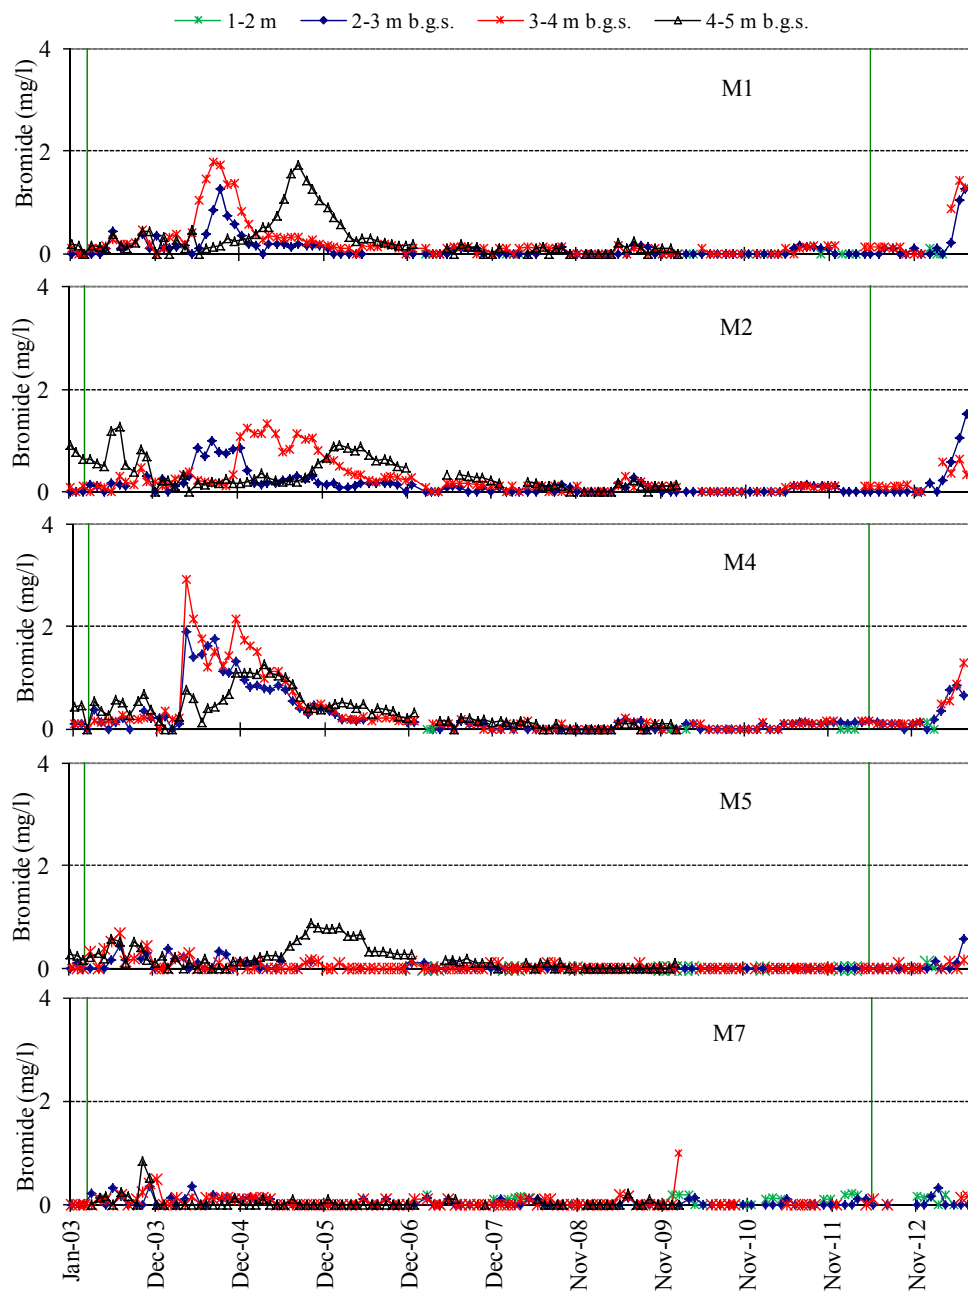 1-2 m 2-3 m b.g.s. 3-4 m b.g.s. 4-5 m b.g.s.
4
2
0
Bromide (mg/l)
M1
4
2
0
Bromide (mg/l)
M2
4
2
0
Bromide (mg/l)
M4
4
2
0
Bromide (mg/l)
M5
4
2
0
Bromide (mg/l)
M7
Jan-03 Dec-03 Dec-04 Dec-05 Dec-06 Dec-07 Nov-08 Nov-09 Nov-10 Nov-11 Nov-12